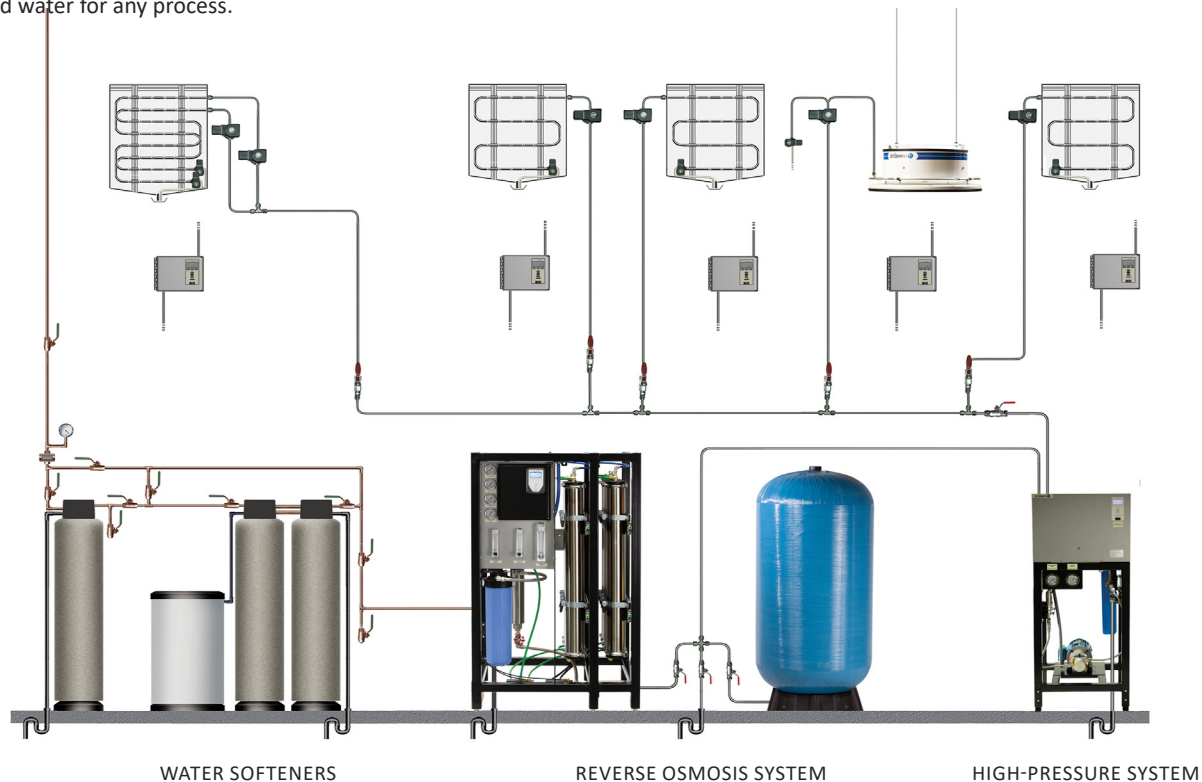 d water for any process.
WATER SOFTENERS
REVERSE OSMOSIS SYSTEM
HIGH-PRESSURE SYSTEM